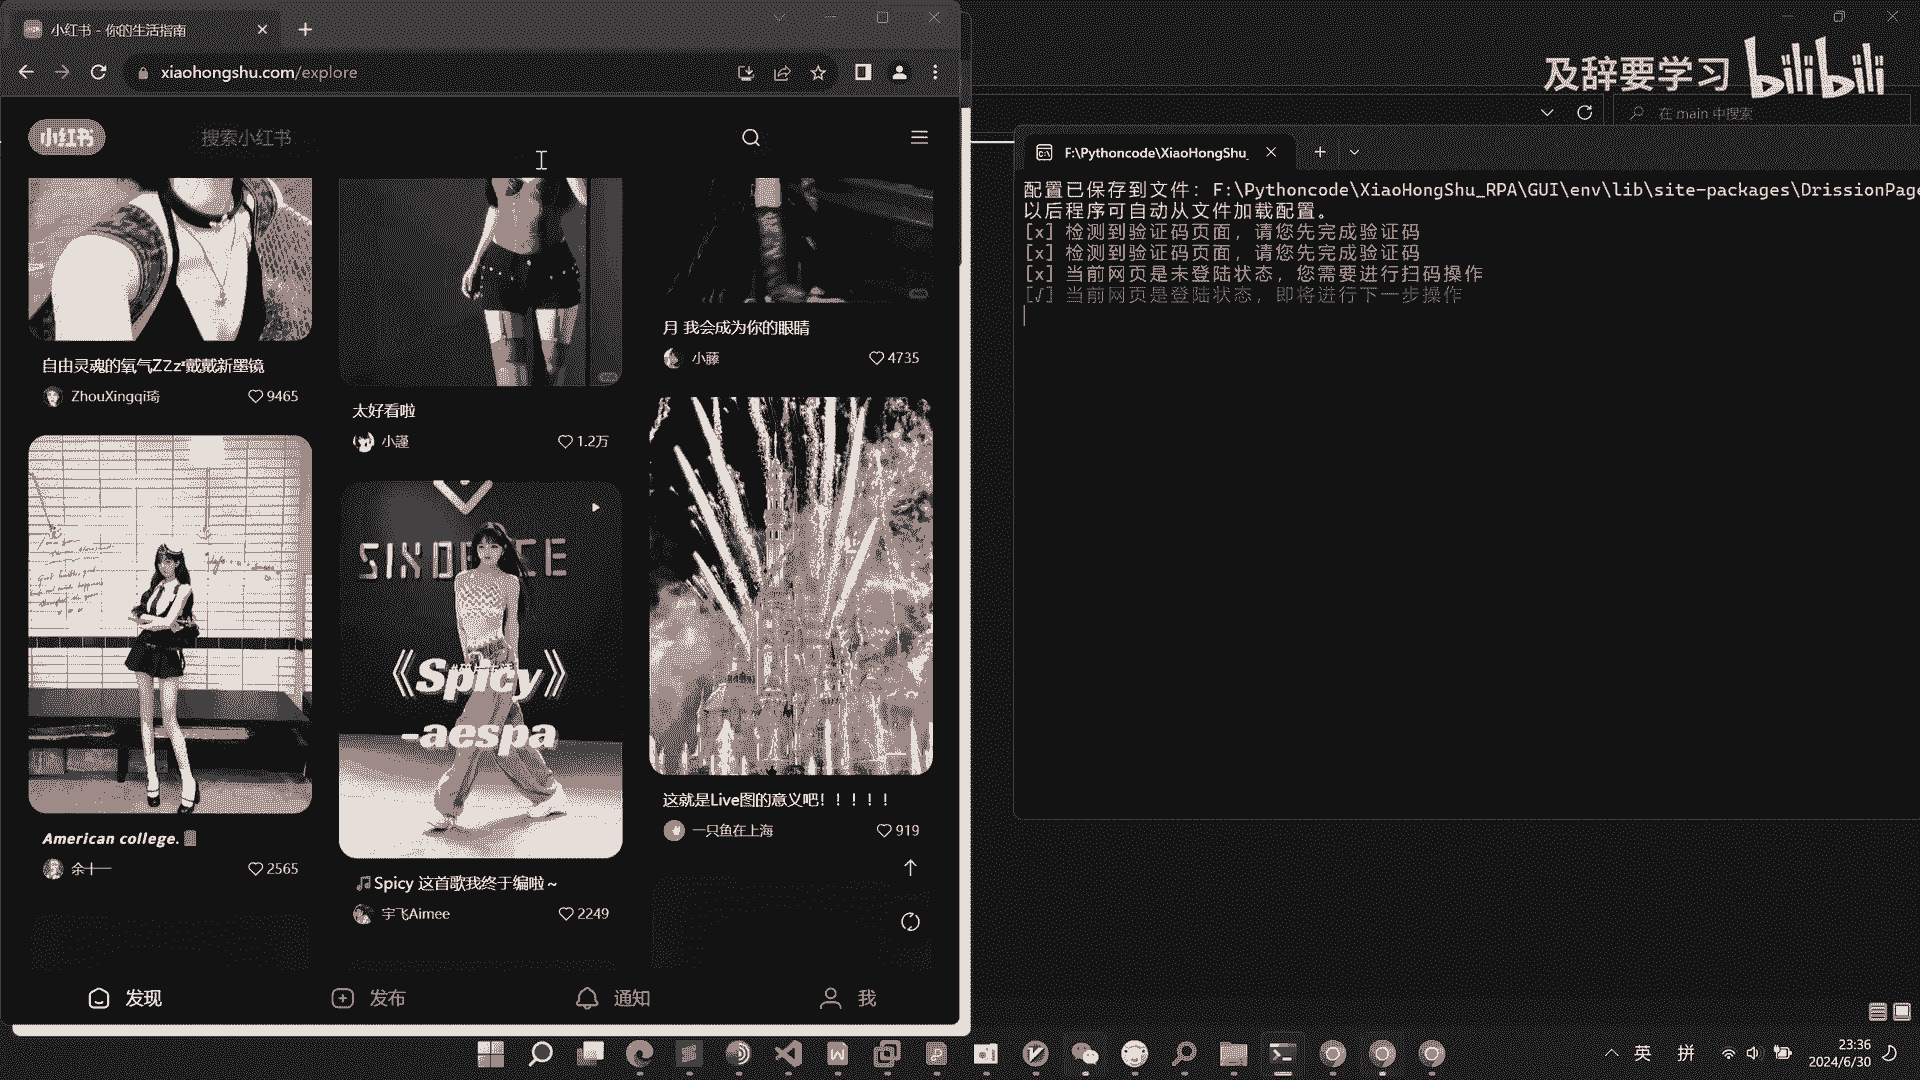 小红书 - 你的生活指南
xiaohongshu.com/explore
及辞要学习 bilibili
在 main 中搜索
小红书
搜索小红书
F:\Pythoncode\XiaoHongShu_
配置已保存到文件: F:\Pythoncode\XiaoHongShu_RPA\GUI\env\lib\site-packages\DrissionPage
以后程序可自动从文件加载配置。
[x] 检测到验证码页面, 请您先完成验证码
[x] 检测到验证码页面, 请您先完成验证码
[x] 当前网页是未登陆状态, 您需要进行扫码操作
[√] 当前网页是登陆状态, 即将进行下一步操作
自由灵魂的氧气ZZz戴戴新墨镜
ZhouXingqi琦
9465
太好看啦
小谨
1.2万
月 我会成为你的眼睛
小藤
4735
American college.
余十一
2565
《Spicy》
-aespa
Spicy 这首歌我终于编啦~
宇飞Aimee
2249
这就是Live图的意义吧!!!!!
一只鱼在上海
919
发现
发布
通知
我
英
拼
23:36
2024/6/30